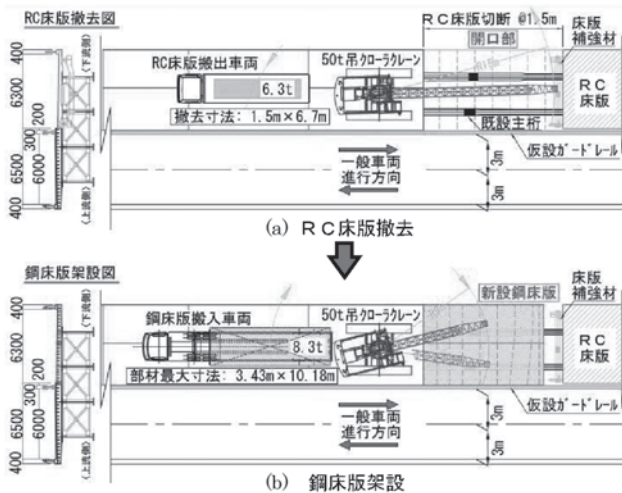 RC床版撤去図
RC床版切断 @1.5m
開口部
床版
補強材
400
〈下流側〉
6300
200
300
6500
6000
400
〈上流側〉
RC床版搬出車両
50t吊クローラクレーン
6.3t
撤去寸法: 1.5m×6.7m
RC
床版
既設主桁
仮設ガードレール
一般車両
進行方向
3m
3m
(a) RC床版撤去
鋼床版架設図
床版
補強材
400
〈下流側〉
6300
200
300
6500
6000
400
〈上流側〉
鋼床版搬入車両
50t吊クローラクレーン
新設鋼床版
8.3t
部材最大寸法: 3.43m×10.18m
RC
床版
仮設ガードレール
一般車両
進行方向
3m
3m
(b) 鋼床版架設